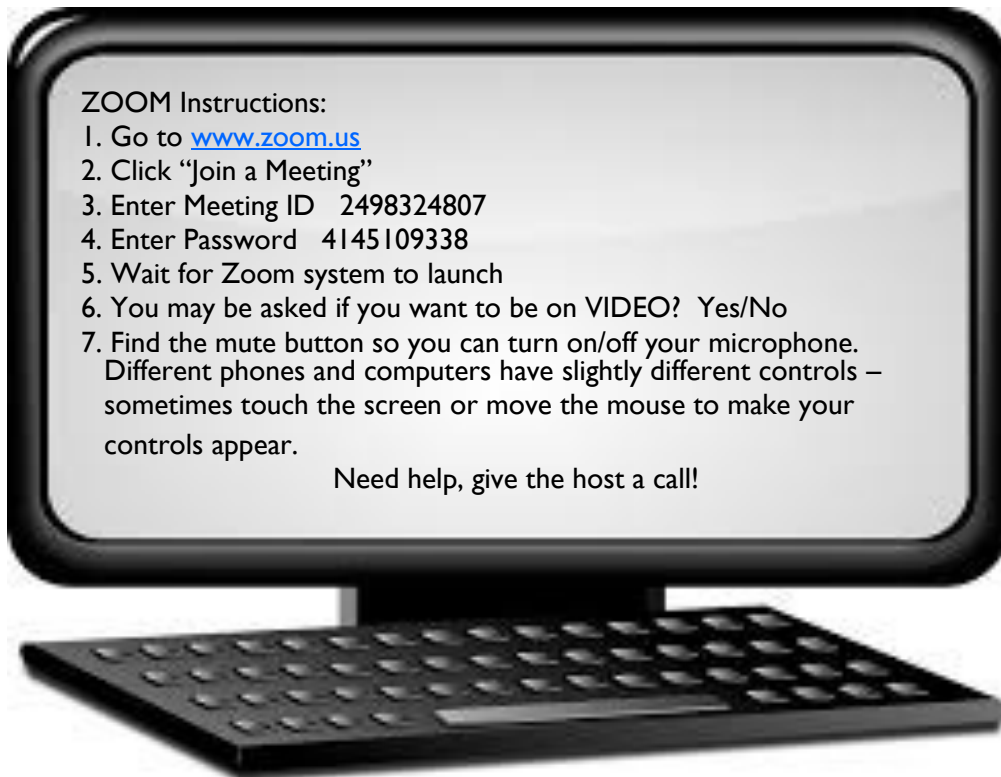 ZOOM Instructions:
1. Go to www.zoom.us
2. Click “Join a Meeting”
3. Enter Meeting ID 2498324807
4. Enter Password 4145109338
5. Wait for Zoom system to launch
6. You may be asked if you want to be on VIDEO? Yes/No
7. Find the mute button so you can turn on/off your microphone.
Different phones and computers have slightly different controls –
sometimes touch the screen or move the mouse to make your
controls appear.
Need help, give the host a call!